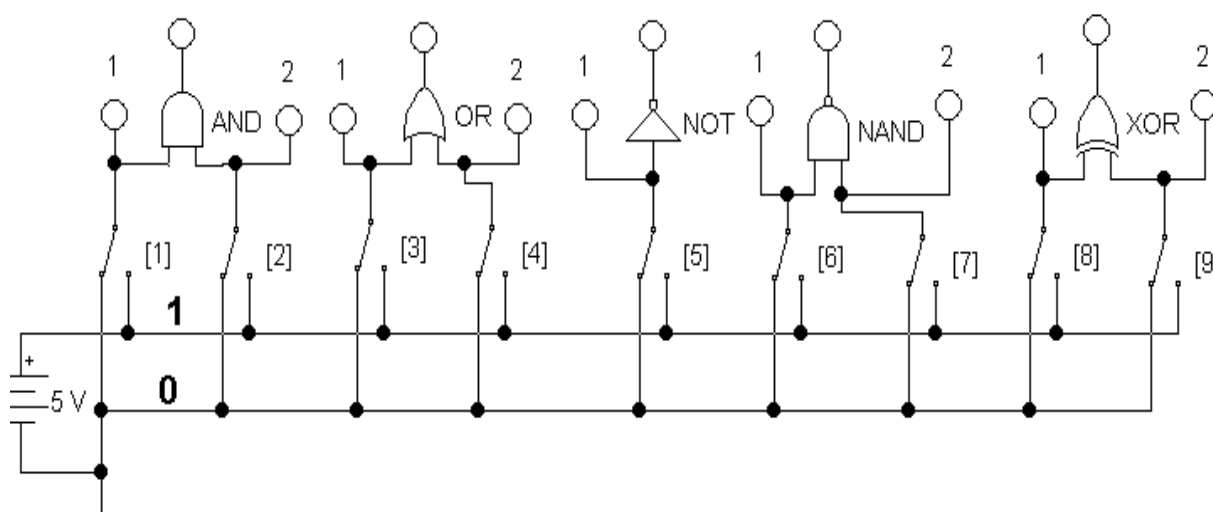 1 2 1 2 1 1 2 1 2
AND OR NOT NAND XOR
[1] [2] [3] [4] [5] [6] [7] [8] [9
1
+
5 V 0